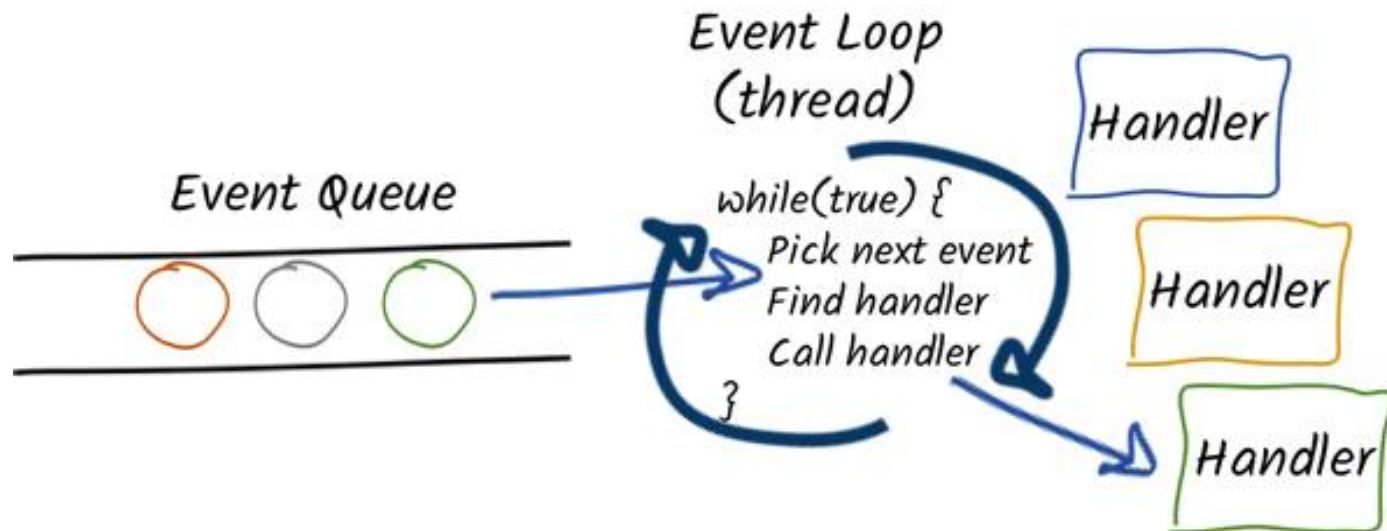 Event Queue
Event Loop
(thread)
while(true) {
Pick next event
Find handler
Call handler
}
Handler
Handler
Handler